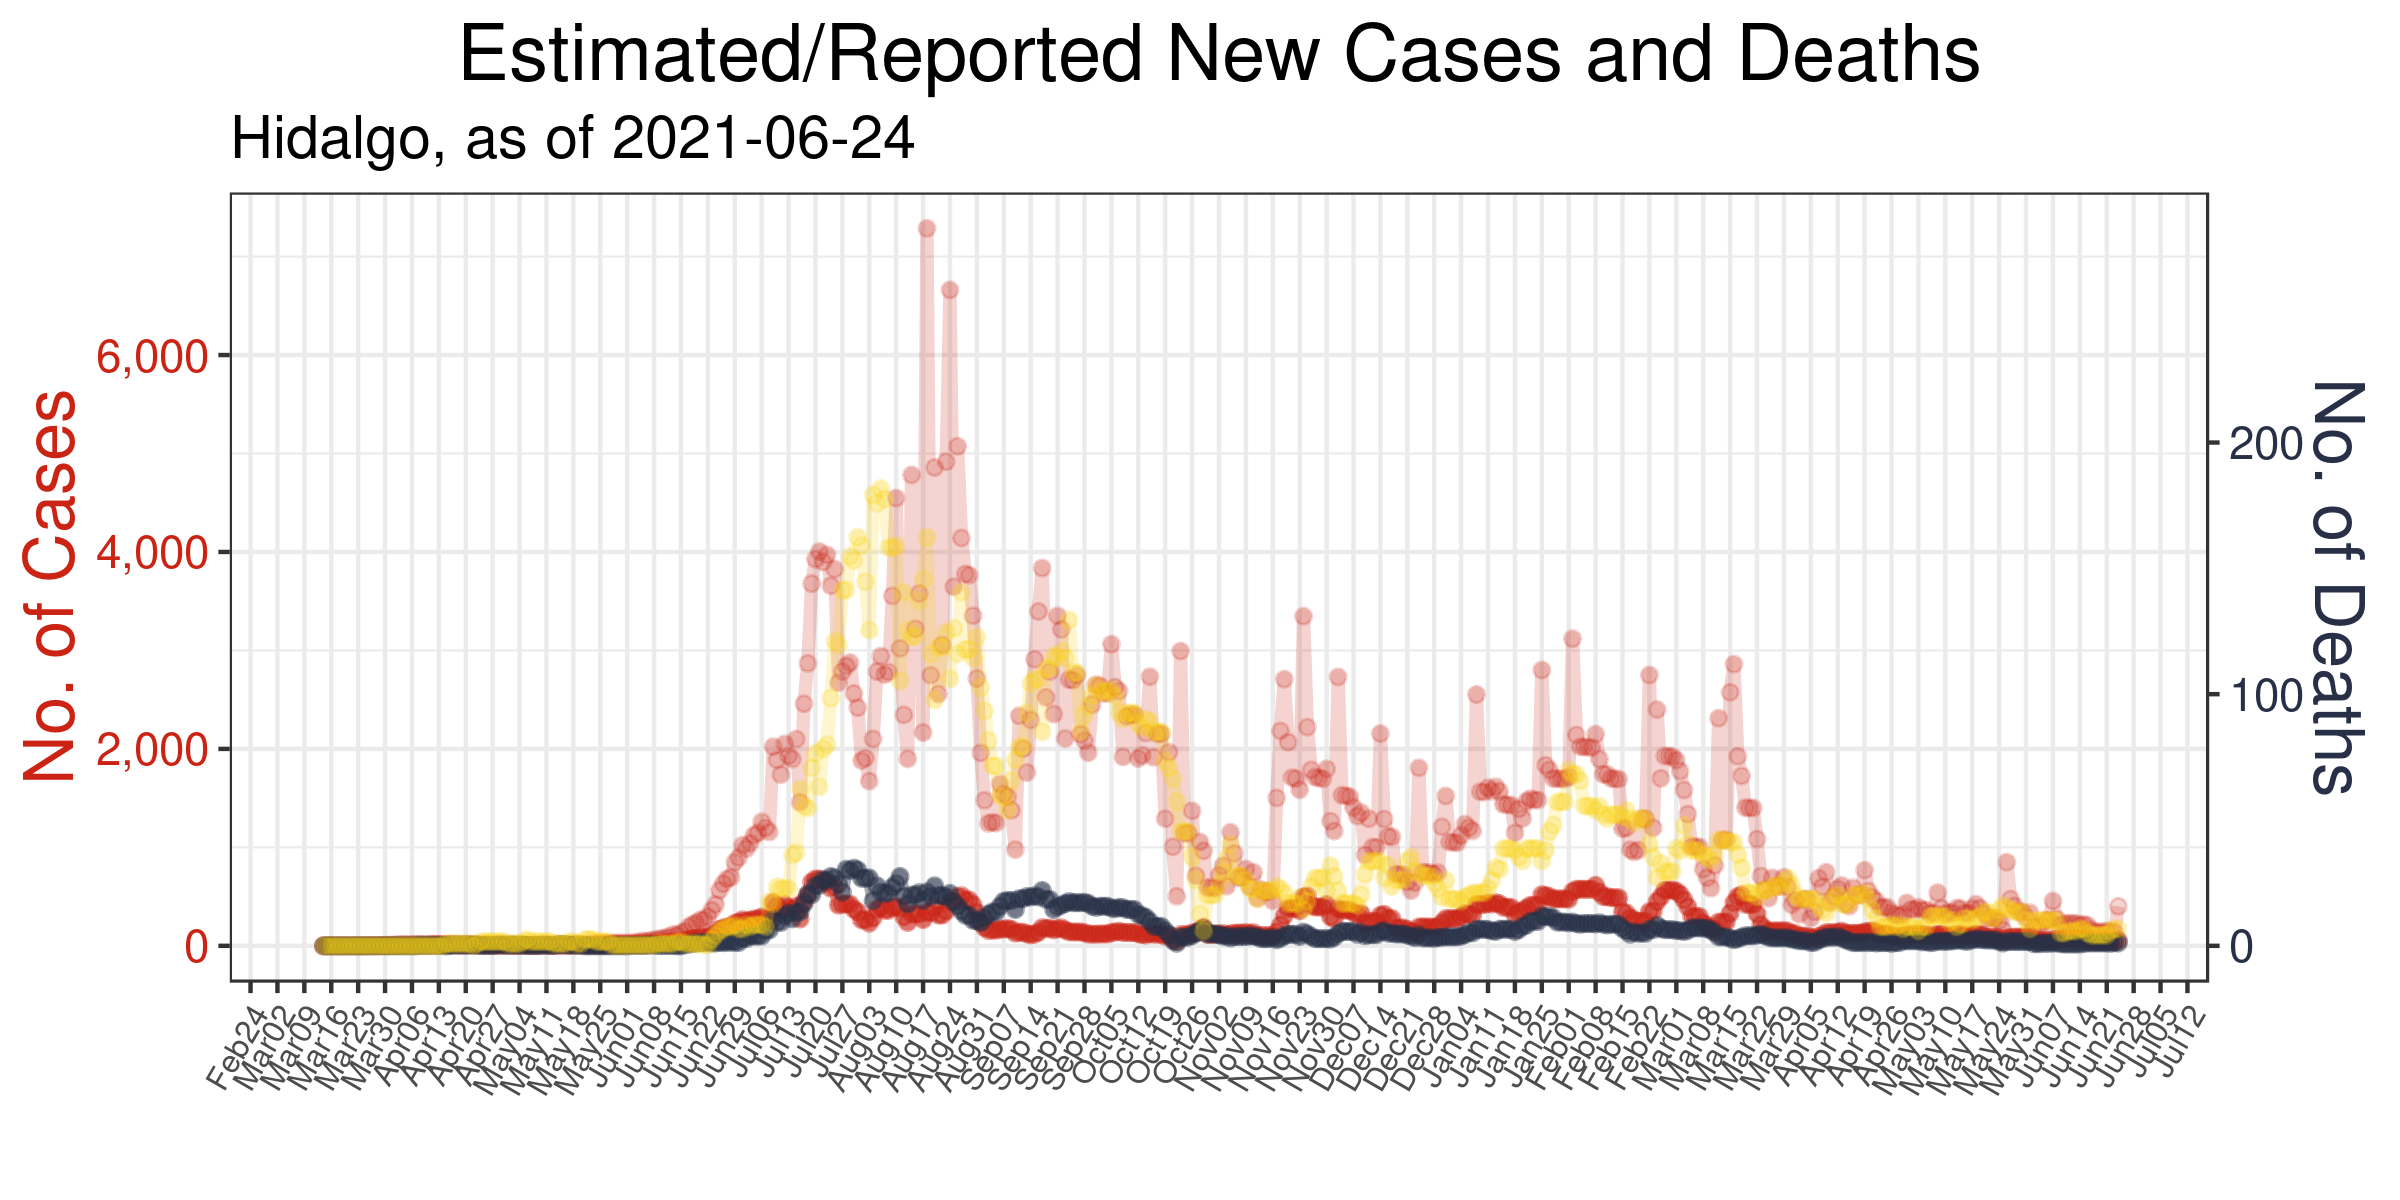 Estimated/Reported New Cases and Deaths
Hidalgo, as of 2021-06-24
No. of Cases
6,000
4,000
2,000
0
No. of Deaths
200
100
0
Feb24
Mar02
Mar09
Mar16
Mar23
Mar30
Apr06
Apr13
Apr20
Apr27
May04
May11
May18
May25
Jun01
Jun08
Jun15
Jun22
Jun29
Jul06
Jul13
Jul20
Jul27
Aug03
Aug10
Aug17
Aug24
Aug31
Sep07
Sep14
Sep21
Sep28
Oct05
Oct12
Oct19
Oct26
Nov02
Nov09
Nov16
Nov23
Nov30
Dec07
Dec14
Dec21
Dec28
Jan04
Jan11
Jan18
Jan25
Feb01
Feb08
Feb15
Feb22
Mar01
Mar08
Mar15
Mar22
Mar29
Apr05
Apr12
Apr19
Apr26
May03
May10
May17
May24
May31
Jun07
Jun14
Jun21
Jun28
Jul05
Jul12